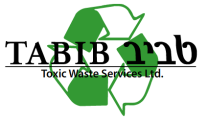 TABIB טביב
Toxic Waste Services Ltd.